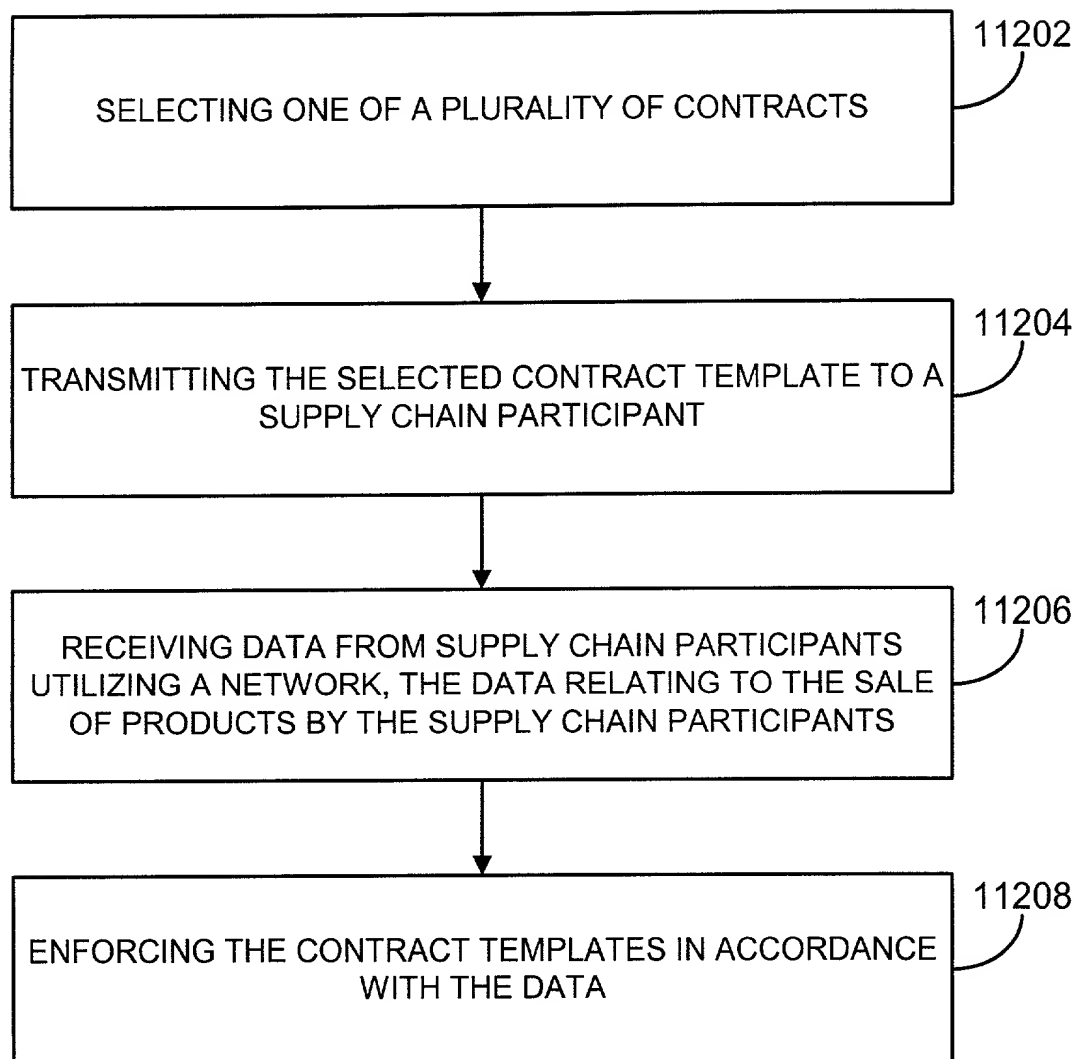 11202
SELECTING ONE OF A PLURALITY OF CONTRACTS
11204
TRANSMITTING THE SELECTED CONTRACT TEMPLATE TO A
SUPPLY CHAIN PARTICIPANT
11206
RECEIVING DATA FROM SUPPLY CHAIN PARTICIPANTS
UTILIZING A NETWORK, THE DATA RELATING TO THE SALE
OF PRODUCTS BY THE SUPPLY CHAIN PARTICIPANTS
11208
ENFORCING THE CONTRACT TEMPLATES IN ACCORDANCE
WITH THE DATA